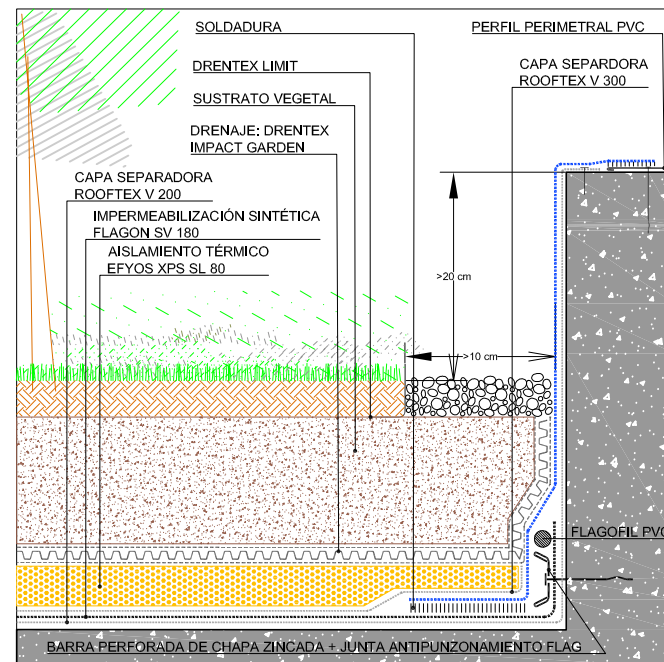 SOLDADURA
PERFIL PERIMETRAL PVC
DRENTEX LIMIT
CAPA SEPARDORA
ROOFTEX V 300
SUSTRATO VEGETAL
DRENAJE: DRENTEX
IMPACT GARDEN
CAPA SEPARADORA
ROOFTEX V 200
IMPERMEABILIZACIÓN SINTÉTICA
FLAGON SV 180
AISLAMIENTO TÉRMICO
EFYOS XPS SL 80
>20 cm
>10 cm
FLAGOFIL PVC
BARRA PERFORADA DE CHAPA ZINCADA + JUNTA ANTIPUNZONAMIENTO FLAG